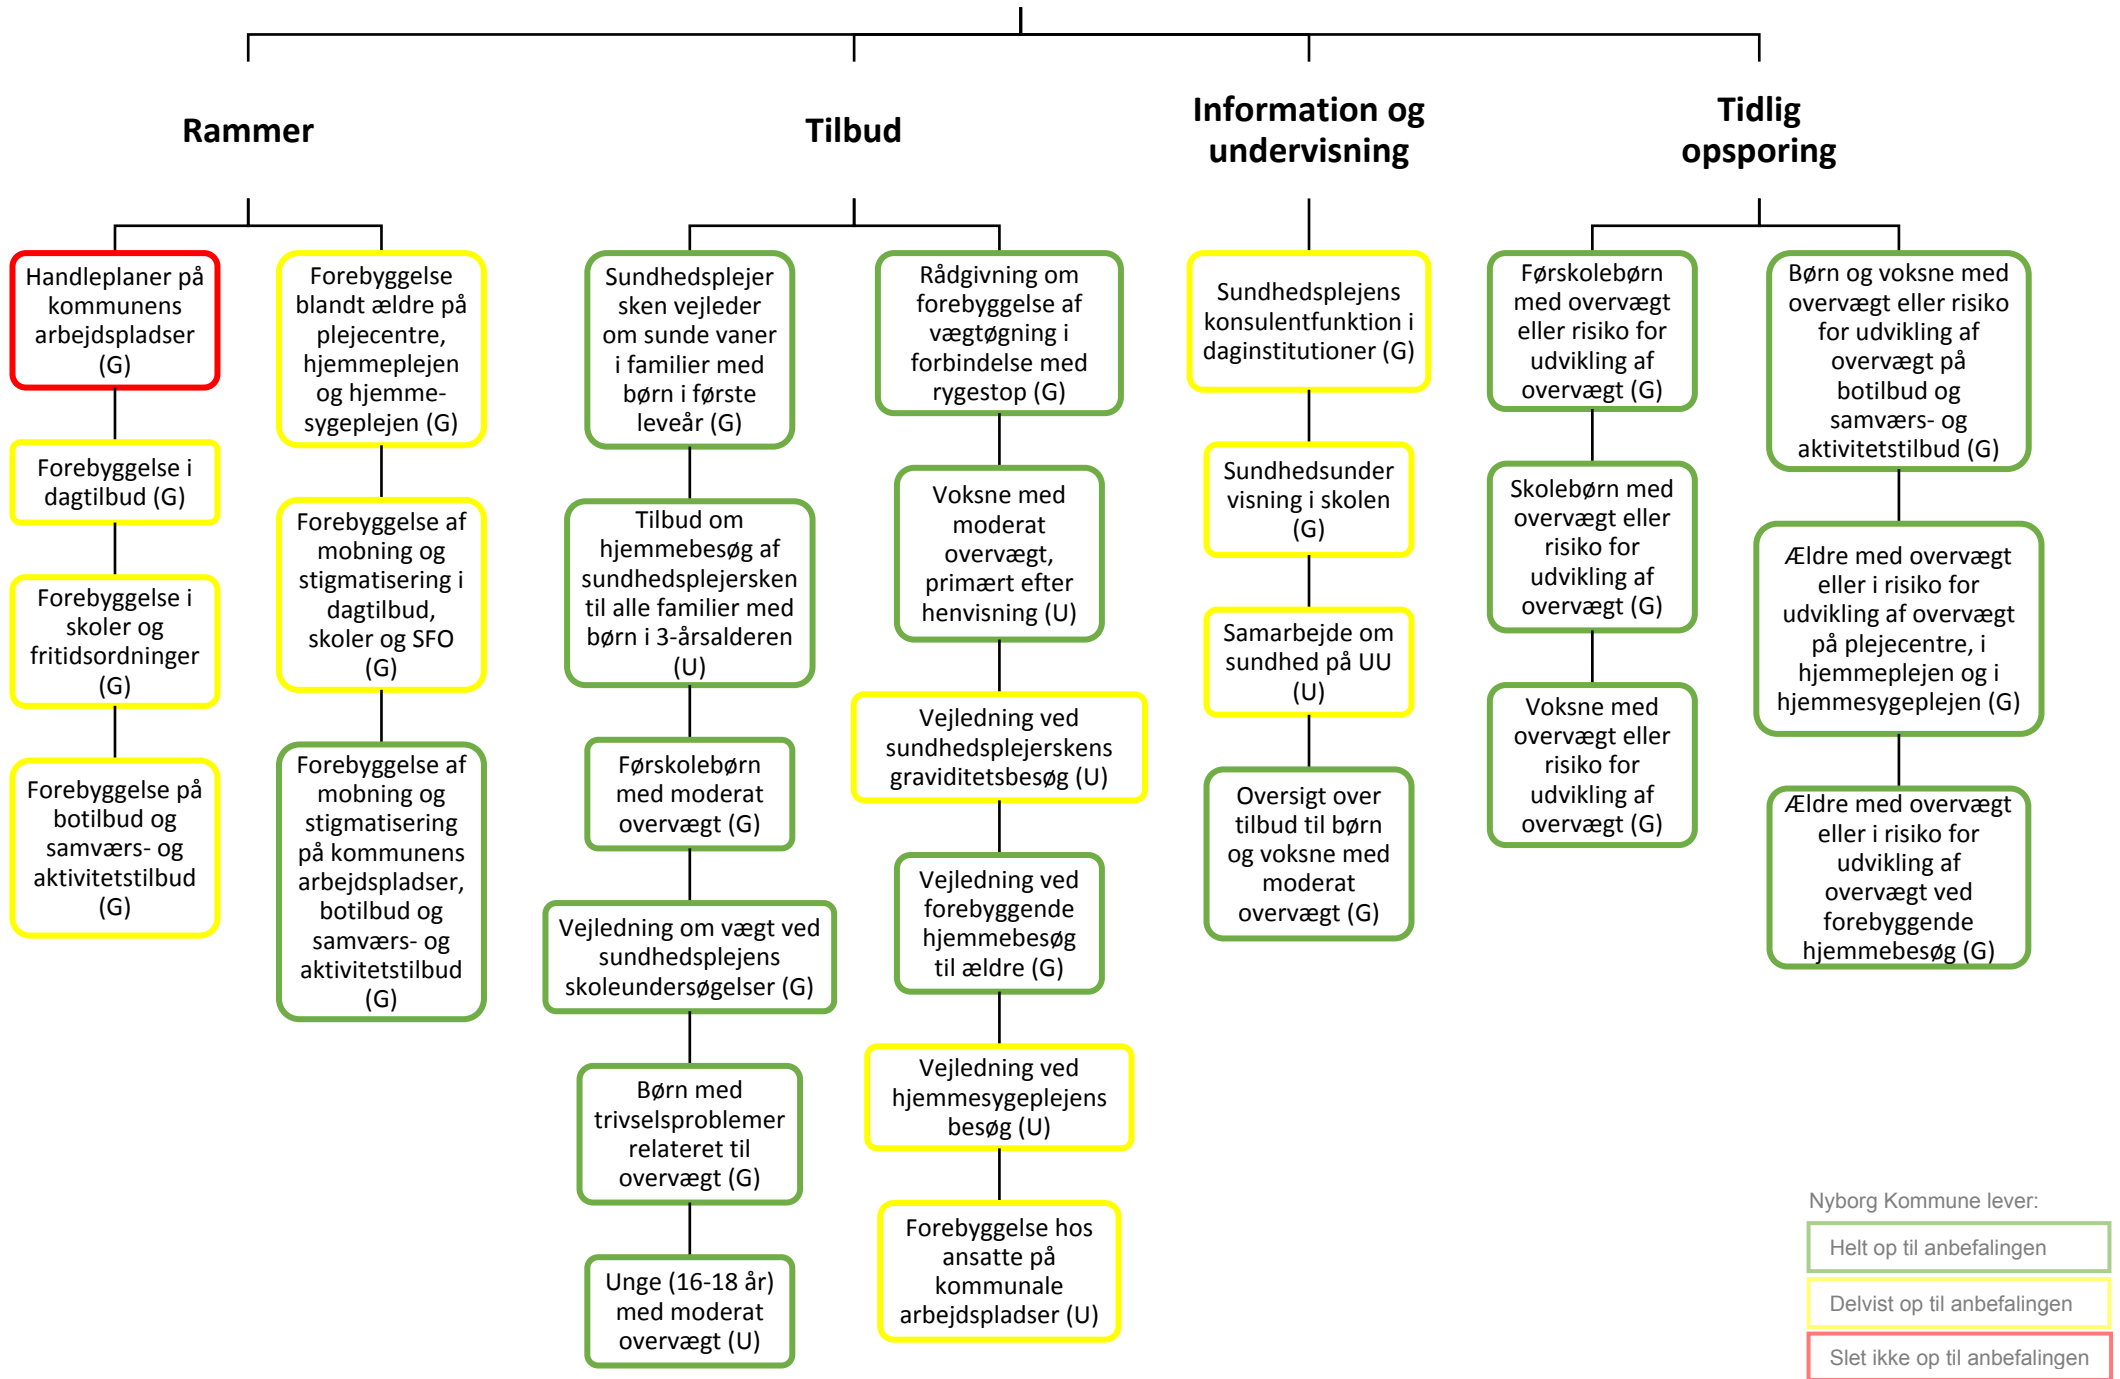 Rammer
Handleplaner på
kommunens
arbejdspladser
(G)
Forebyggelse i
dagtilbud (G)
Forebyggelse i
skoler og
fritidsordninger
(G)
Forebyggelse på
botilbud og
samværs- og
aktivitetstilbud
(G)
Forebyggelse
blandt ældre på
plejecentre,
hjemmeplejen
og hjemme-
sygeplejen (G)
Forebyggelse af
mobning og
stigmatisering i
dagtilbud,
skoler og SFO
(G)
Forebyggelse af
mobning og
stigmatisering
på kommunens
arbejdspladser,
botilbud og
samværs- og
aktivitetstilbud
(G)
Tilbud
Sundhedsplejer
sken vejleder
om sunde vaner
i familier med
børn i første
leveår (G)
Tilbud om
hjemmebesøg af
sundhedsplejersken
til alle familier med
børn i 3-årsalderen
(U)
Førskolebørn
med moderat
overvægt (G)
Vejledning om vægt ved
sundhedsplejens
skoleundersøgelser (G)
Børn med
trivselsproblemer
relateret til
overvægt (G)
Unge (16-18 år)
med moderat
overvægt (U)
Rådgivning om
forebyggelse af
vægtøgning i
forbindelse med
rygestop (G)
Voksne med
moderat
overvægt,
primært efter
henvisning (U)
Vejledning ved
sundhedsplejerskens
graviditetsbesøg (U)
Vejledning ved
forebyggende
hjemmebesøg
til ældre (G)
Vejledning ved
hjemmesygeplejens
besøg (U)
Forebyggelse hos
ansatte på
kommunale
arbejdspladser (U)
Information og
undervisning
Sundhedsplejens
konsulentfunktion i
daginstitutioner (G)
Sundhedsunder
visning i skolen
(G)
Samarbejde om
sundhed på UU
(U)
Oversigt over
tilbud til børn
og voksne med
moderat
overvægt (G)
Tidlig
opsporing
Førskolebørn
med overvægt
eller risiko for
udvikling af
overvægt (G)
Skolebørn med
overvægt eller
risiko for
udvikling af
overvægt (G)
Voksne med
overvægt eller
risiko for
udvikling af
overvægt (G)
Børn og voksne med
overvægt eller risiko
for udvikling af
overvægt på
botilbud og
samværs- og
aktivitetstilbud (G)
Ældre med overvægt
eller i risiko for
udvikling af overvægt
på plejecentre, i
hjemmeplejen og i
hjemmesygeplejen (G)
Ældre med overvægt
eller i risiko for
udvikling af
overvægt ved
forebyggende
hjemmebesøg (G)
Nyborg Kommune lever:
Helt op til anbefalingen
Delvist op til anbefalingen
Slet ikke op til anbefalingen